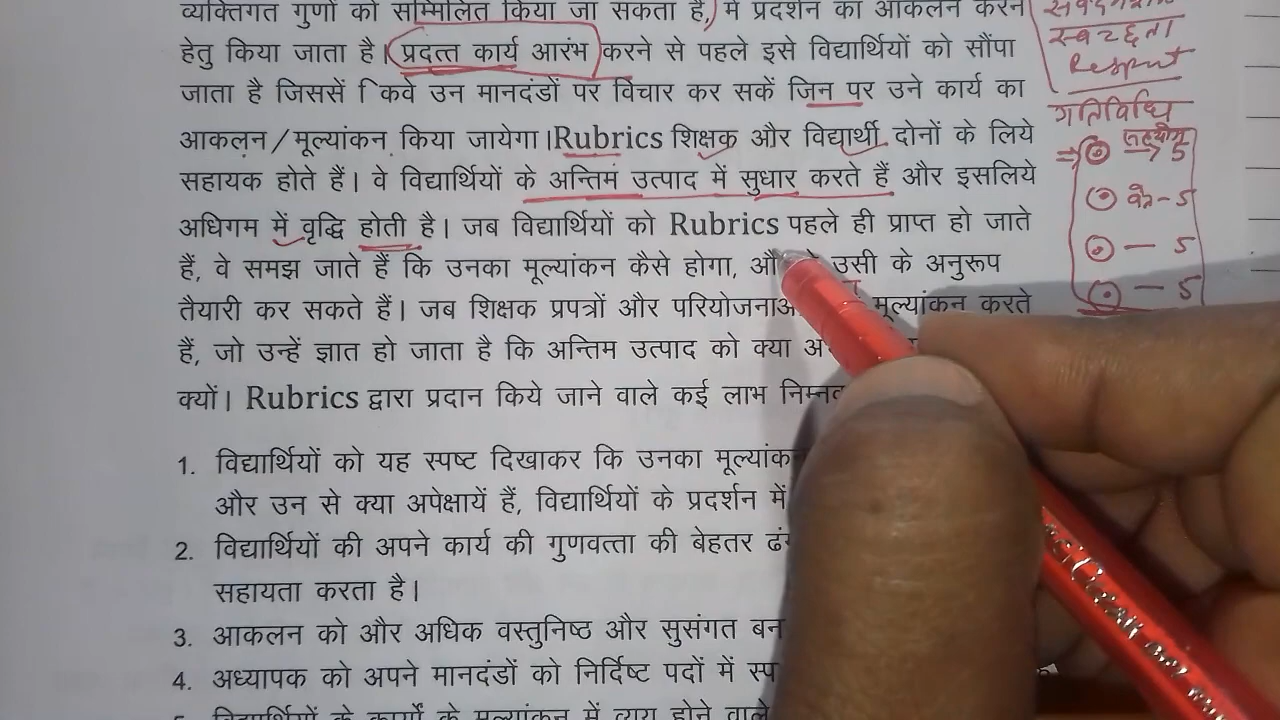 व्यक्तिगत गुणों को सम्मिलित किया जा सकता है, में प्रदर्शन का आकलन करने
हेतु किया जाता है। प्रदत्त कार्य आरंभ करने से पहले इसे विद्यार्थियों को सौंपा
जाता है जिससें िकवे उन मानदंडों पर विचार कर सकें जिन पर उने कार्य का
आकलन/मूल्यांकन किया जायेगा।Rubrics शिक्षक और विद्यार्थी दोनों के लिये
सहायक होते हैं। वे विद्यार्थियों के अन्तिमं उत्पाद में सुधार करते हैं और इसलिये
अधिगम में वृद्धि होती है। जब विद्यार्थियों को Rubrics पहले ही प्राप्त हो जाते
हैं, वे समझ जाते हैं कि उनका मूल्यांकन कैसे होगा, उसी के अनुरूप
तैयारी कर सकते हैं। जब शिक्षक प्रपत्रों और मूल्यांकन करते
हैं, जो उन्हें ज्ञात हो जाता है कि अन्तिम उत्पाद को क्या
क्यों। Rubrics द्वारा प्रदान किये जाने वाले कई लाभ
1. विद्यार्थियों को यह स्पष्ट दिखाकर कि उनका
और उन से क्या अपेक्षायें हैं, विद्यार्थियों के प्रदर्शन में
2. विद्यार्थियों की अपने कार्य की गुणवत्ता की बेहतर
सहायता करता है।
3. आकलन को और अधिक वस्तुनिष्ठ और सुसंगत
4. अध्यापक को अपने मानदंडों को निर्दिष्ट पदों में
5. विद्यार्थियों के कार्यों के मूल्यांकन में व्यय होने वाले
स्वच्छता
गतिविधि
5
के-5
— 5
— 5